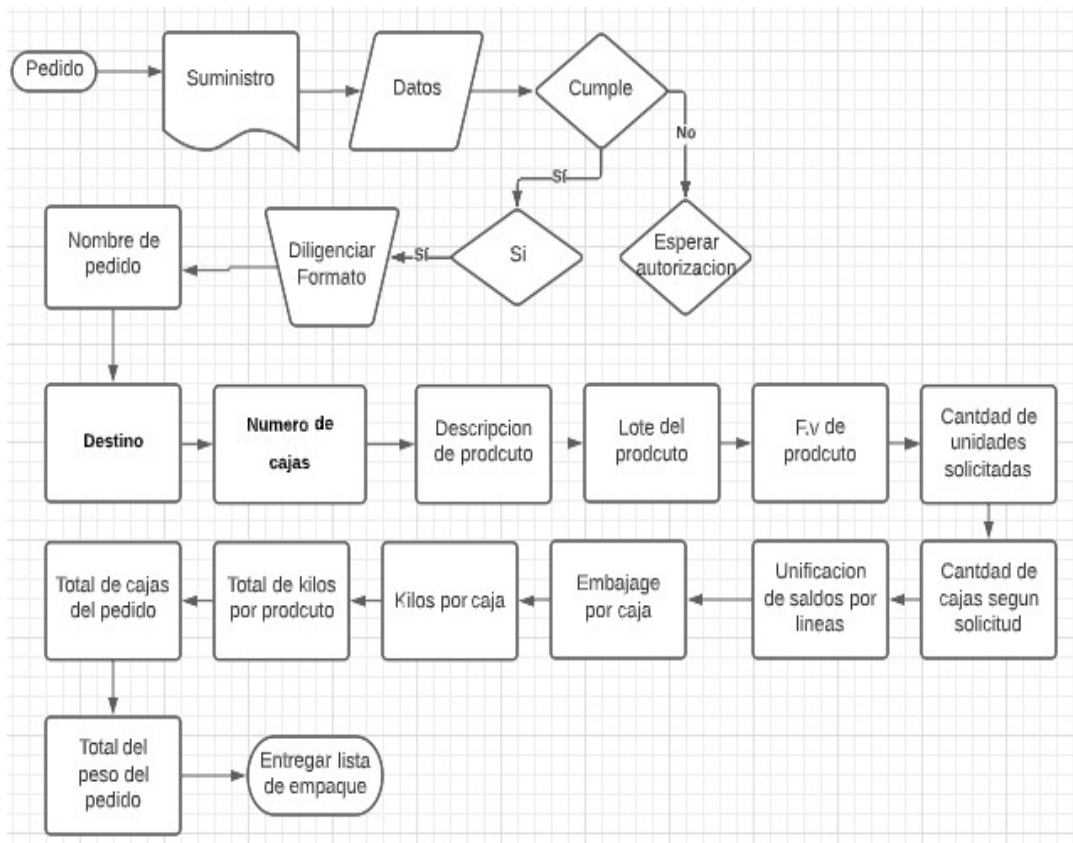 Pedido
Suministro
Datos
Cumple
No
Sí
Nombre de
pedido
Diligenciar
Formato
Sí
Si
Esperar
autorizacion
Destino
Numero de
cajas
Descripcion
de prodcuto
Lote del
prodcuto
F.v de
prodcuto
Cantdad de
unidades
solicitadas
Total de cajas
del pedido
Total de kilos
por prodcuto
Kilos por caja
Embajage
por caja
Unificacion
de saldos por
lineas
Cantdad de
cajas segun
solicitud
Total del
peso del
pedido
Entregar lista
de empaque